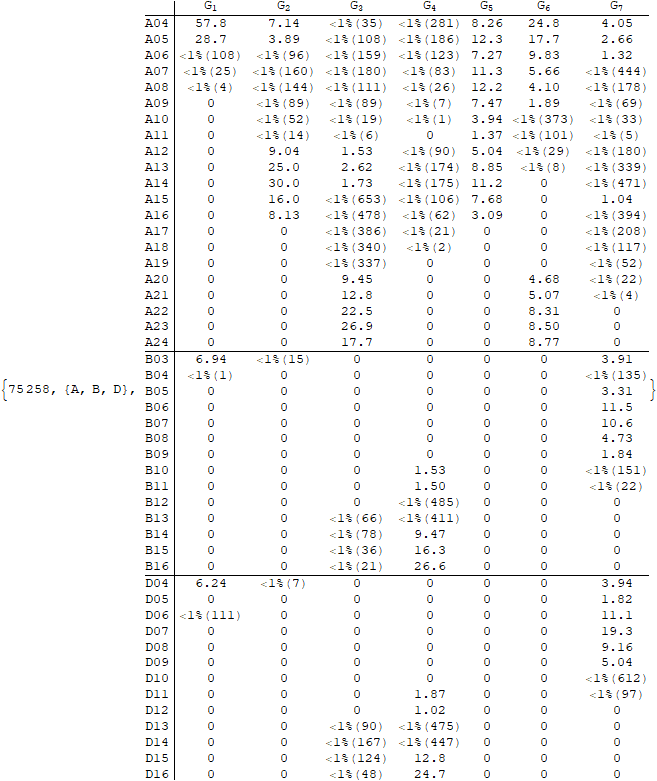 G1 G2 G3 G4 G5 G6 G7
A04 57.8 7.14 <1%(35) <1%(281) 8.26 24.8 4.05
A05 28.7 3.89 <1%(108) <1%(186) 12.3 17.7 2.66
A06 <1%(108) <1%(96) <1%(159) <1%(123) 7.27 9.83 1.32
A07 <1%(25) <1%(160) <1%(180) <1%(83) 11.3 5.66 <1%(444)
A08 <1%(4) <1%(144) <1%(111) <1%(26) 12.2 4.10 <1%(178)
A09 0 <1%(89) <1%(89) <1%(7) 7.47 1.89 <1%(69)
A10 0 <1%(52) <1%(19) <1%(1) 3.94 <1%(373) <1%(33)
A11 0 <1%(14) <1%(6) 0 1.37 <1%(101) <1%(5)
A12 0 9.04 1.53 <1%(90) 5.04 <1%(29) <1%(180)
A13 0 25.0 2.62 <1%(174) 8.85 <1%(8) <1%(339)
A14 0 30.0 1.73 <1%(175) 11.2 0 <1%(471)
A15 0 16.0 <1%(653) <1%(106) 7.68 0 1.04
A16 0 8.13 <1%(478) <1%(62) 3.09 0 <1%(394)
A17 0 0 <1%(386) <1%(21) 0 0 <1%(208)
A18 0 0 <1%(340) <1%(2) 0 0 <1%(117)
A19 0 0 <1%(337) 0 0 0 <1%(52)
A20 0 0 9.45 0 0 4.68 <1%(22)
A21 0 0 12.8 0 0 5.07 <1%(4)
A22 0 0 22.5 0 0 8.31 0
A23 0 0 26.9 0 0 8.50 0
A24 0 0 17.7 0 0 8.77 0
B03 6.94 <1%(15) 0 0 0 0 3.91
B04 <1%(1) 0 0 0 0 0 <1%(135)
{75258, {A, B, D}, B05 0 0 0 0 0 0 3.31 }
B06 0 0 0 0 0 0 11.5
B07 0 0 0 0 0 0 10.6
B08 0 0 0 0 0 0 4.73
B09 0 0 0 0 0 0 1.84
B10 0 0 0 1.53 0 0 <1%(151)
B11 0 0 0 1.50 0 0 <1%(22)
B12 0 0 0 <1%(485) 0 0 0
B13 0 0 <1%(66) <1%(411) 0 0 0
B14 0 0 <1%(78) 9.47 0 0 0
B15 0 0 <1%(36) 16.3 0 0 0
B16 0 0 <1%(21) 26.6 0 0 0
D04 6.24 <1%(7) 0 0 0 0 3.94
D05 0 0 0 0 0 0 1.82
D06 <1%(111) 0 0 0 0 0 11.1
D07 0 0 0 0 0 0 19.3
D08 0 0 0 0 0 0 9.16
D09 0 0 0 0 0 0 5.04
D10 0 0 0 0 0 0 <1%(612)
D11 0 0 0 1.87 0 0 <1%(97)
D12 0 0 0 1.02 0 0 0
D13 0 0 <1%(90) <1%(475) 0 0 0
D14 0 0 <1%(167) <1%(447) 0 0 0
D15 0 0 <1%(124) 12.8 0 0 0
D16 0 0 <1%(48) 24.7 0 0 0